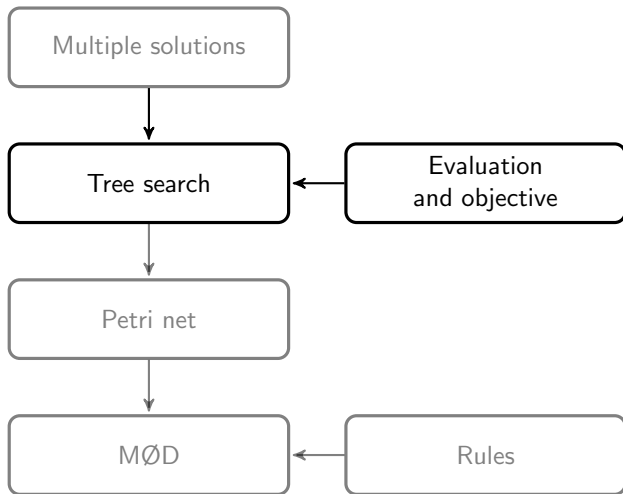 Multiple solutions
Tree search
Evaluation
and objective
Petri net
MØD
Rules